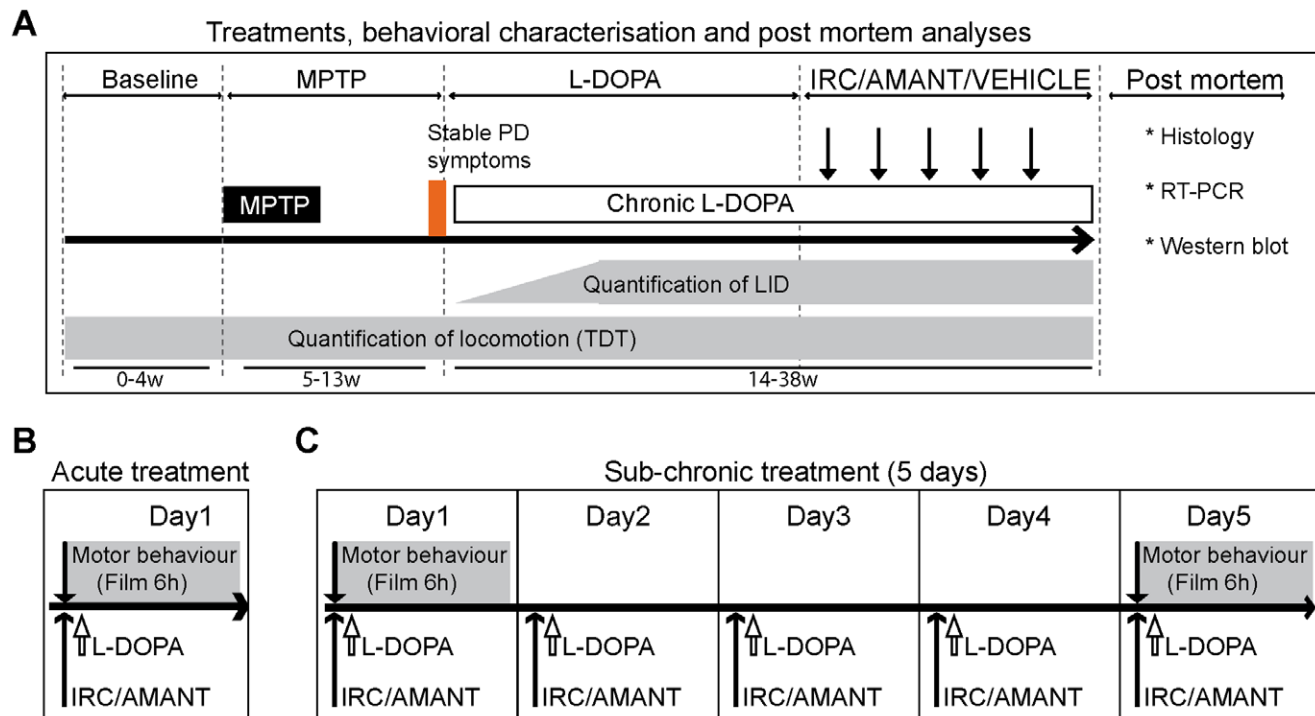 A
Treatments, behavioral characterisation and post mortem analyses
Baseline
MPTP
L-DOPA
IRC/AMANT/VEHICLE
Post mortem
Stable PD
symptoms
* Histology
MPTP
Chronic L-DOPA
* RT-PCR
* Western blot
Quantification of LID
Quantification of locomotion (TDT)
0-4w
5-13w
14-38w
B
Acute treatment
Day1
Motor behaviour
(Film 6h)
L-DOPA
IRC/AMANT
C
Sub-chronic treatment (5 days)
Day1
Day2
Day3
Day4
Day5
Motor behaviour
(Film 6h)
Motor behaviour
(Film 6h)
L-DOPA
L-DOPA
L-DOPA
L-DOPA
L-DOPA
IRC/AMANT
IRC/AMANT
IRC/AMANT
IRC/AMANT
IRC/AMANT